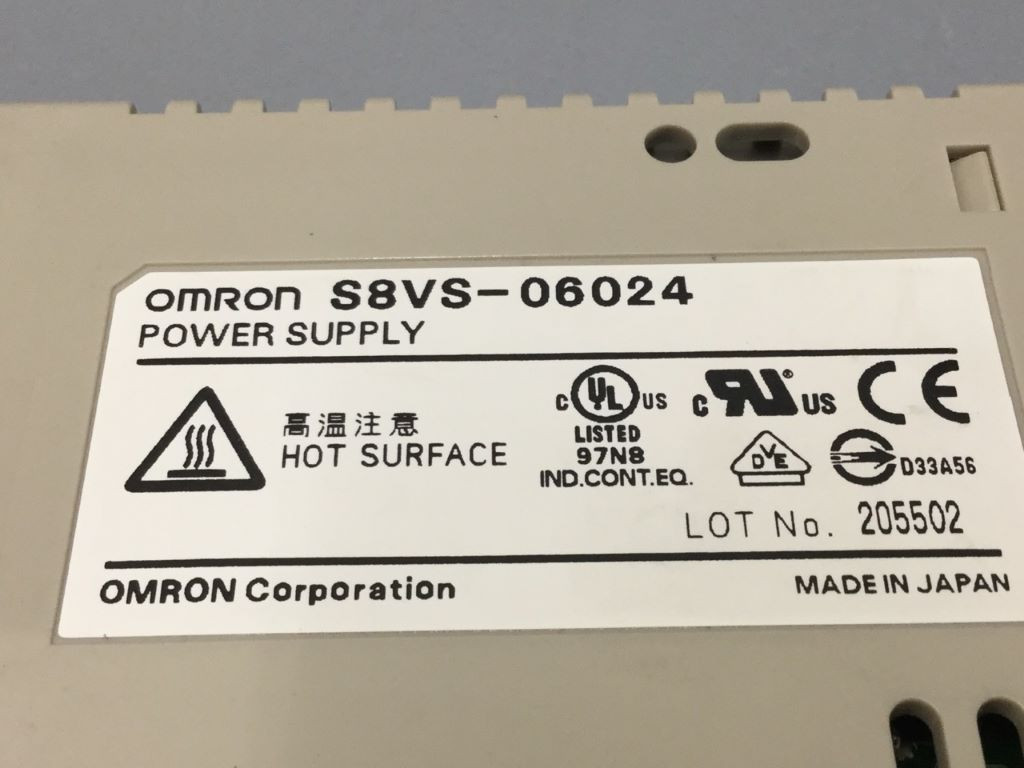 OMRON S8VS-06024
POWER SUPPLY
高温注意
HOT SURFACE
C UL US
LISTED
97N8
IND.CONT.EQ.
C RU® US
CE
DVE
D33A56
LOT No. 205502
OMRON Corporation
MADE IN JAPAN